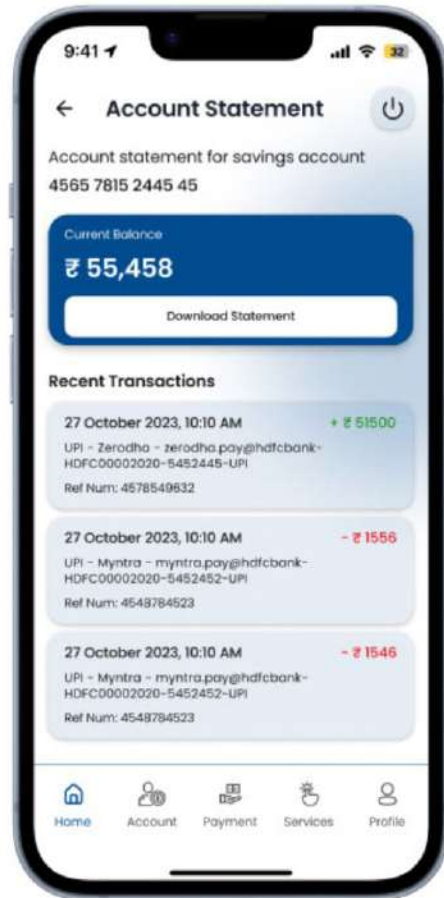 9:41
32
Account Statement
Account statement for savings account
4565 7815 2445 45
Current Balance
₹ 55,458
Download Statement
Recent Transactions
27 October 2023, 10:10 AM + ₹ 51500
UPI - Zerodha - zerodha.pay@hdfcbank-
HDFC00002020-5452445-UPI
Ref Num: 4578549632
27 October 2023, 10:10 AM - ₹ 1556
UPI - Myntra - myntra.pay@hdfcbank-
HDFC00002020-5452452-UPI
Ref Num: 4548784523
27 October 2023, 10:10 AM - ₹ 1546
UPI - Myntra - myntra.pay@hdfcbank-
HDFC00002020-5452452-UPI
Ref Num: 4548784523
Home Account Payment Services Profile